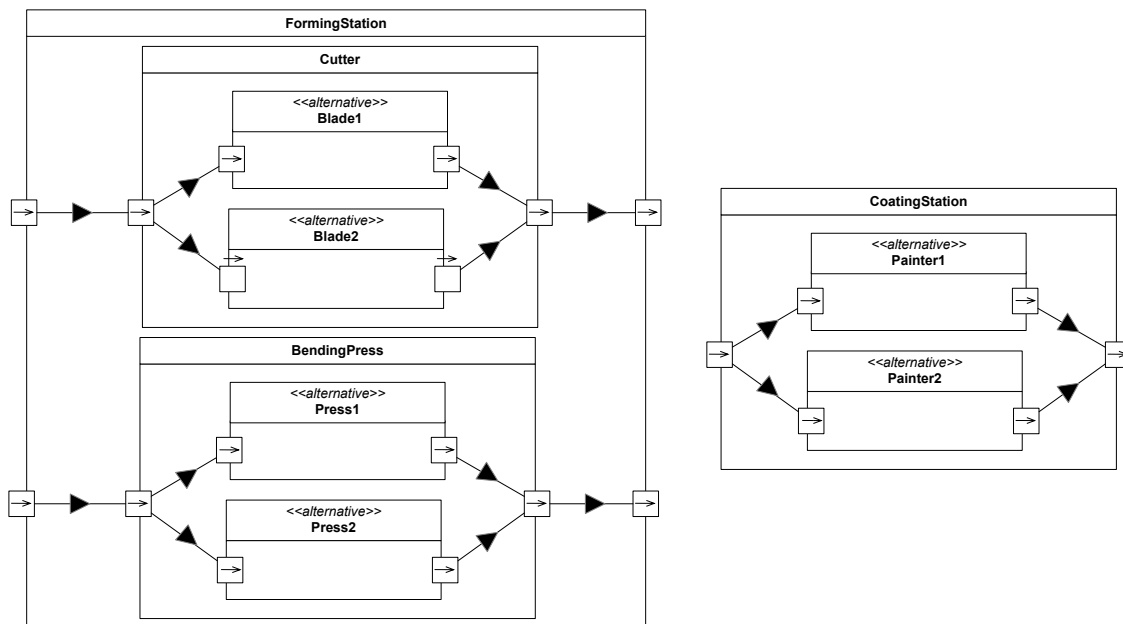 FormingStation
Cutter
<<alternative>>
Blade1
<<alternative>>
Blade2
BendingPress
<<alternative>>
Press1
<<alternative>>
Press2
CoatingStation
<<alternative>>
Painter1
<<alternative>>
Painter2